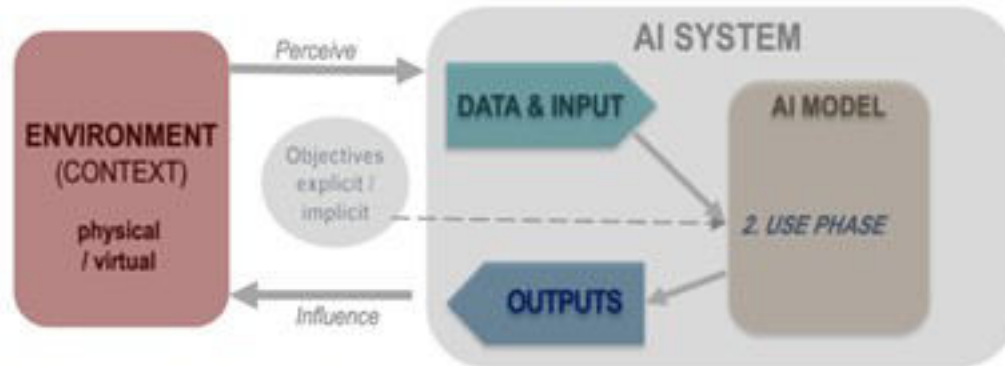 AI SYSTEM
Perceive
DATA & INPUT
AI MODEL
ENVIRONMENT
(CONTEXT)
physical
/ virtual
Objectives
explicit /
implicit
2. USE PHASE
OUTPUTS
Influence